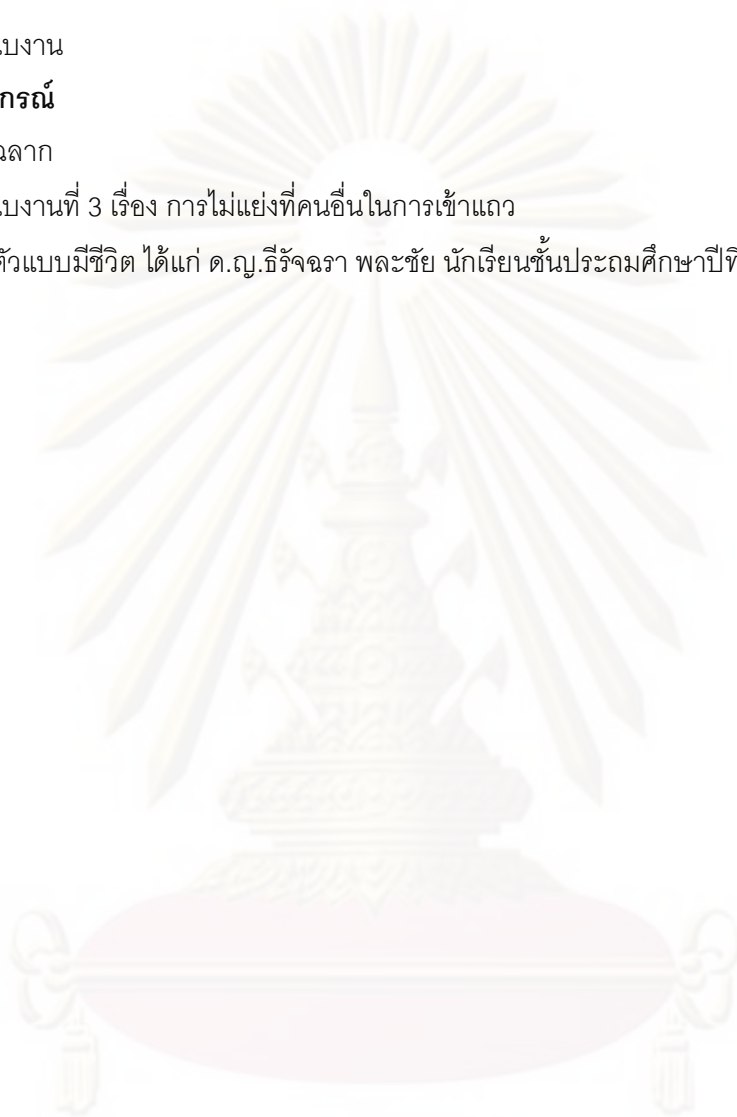 บงาน
กรณ์
ฉลาก
บงานที่ 3 เรื่อง การไม่แย่งที่คนอื่นในการเข้าแถว
ตัวแบบมีชีวิต ได้แก่ ด.ญ.ธีรัจฉรา พละชัย นักเรียนชั้นประถมศึกษาปีที่